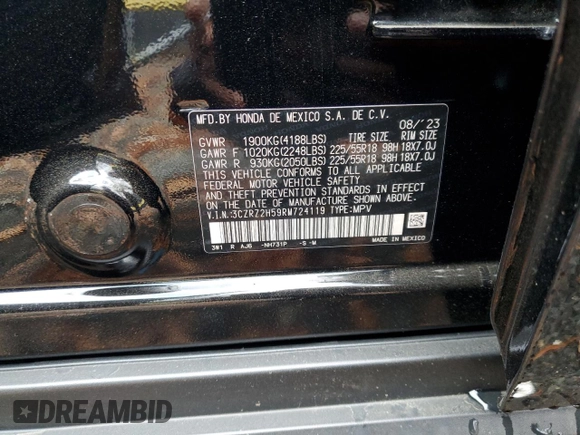 MFD.BY HONDA DE MEXICO S.A. DE C.V. 08/'23
GVWR 1900KG(4188LBS) TIRE SIZE RIM SIZE
GAWR F 1020KG(2248LBS) 225/55R18 98H 18X7.0J
GAWR R 930KG(2050LBS) 225/55R18 98H 18X7.0J
THIS VEHICLE CONFORMS TO ALL APPLICABLE
FEDERAL MOTOR VEHICLE SAFETY
AND THEFT PREVENTION STANDARDS IN EFFECT
ON THE DATE OF MANUFACTURE SHOWN ABOVE.
V.I.N.:3CZRZ2H59RM724119 TYPE:MPV
3W1 R AJG -NH731P -S -M MADE IN MEXICO
DREAMBID